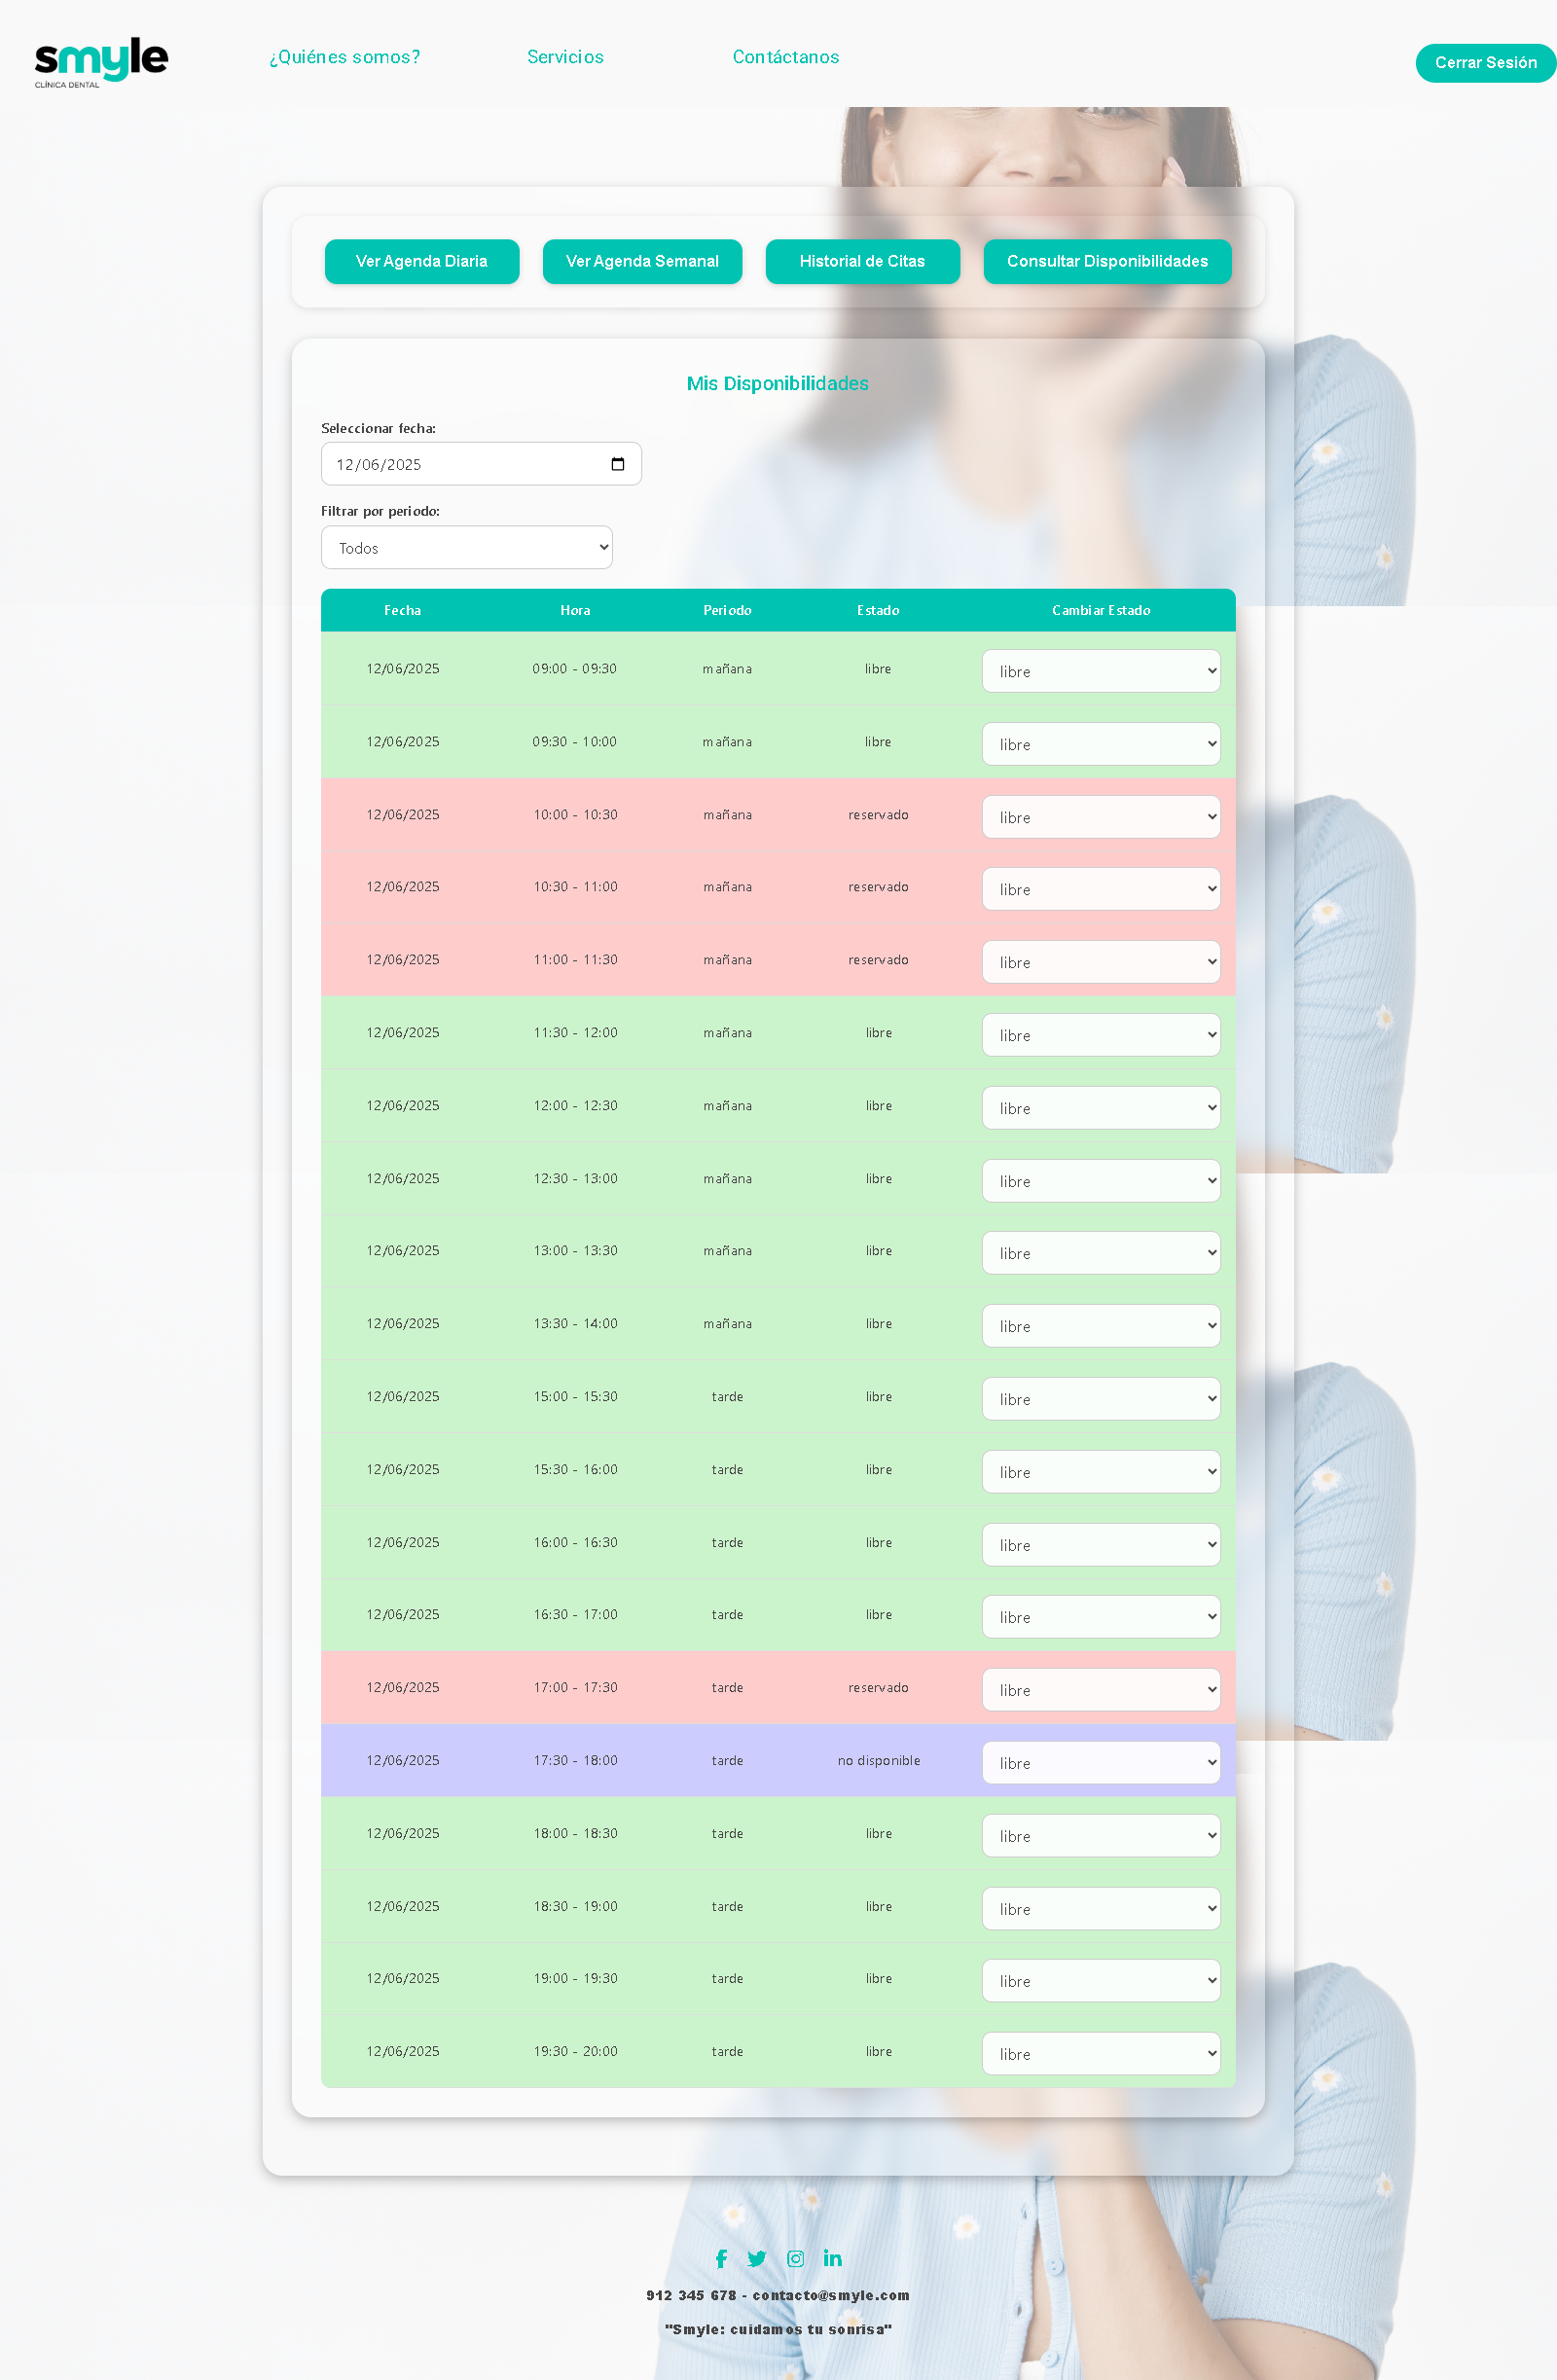 smyle
CLÍNICA DENTAL
¿Quiénes somos? Servicios Contáctanos Cerrar Sesión
Ver Agenda Diaria Ver Agenda Semanal Historial de Citas Consultar Disponibilidades
Mis Disponibilidades
Seleccionar fecha:
12/06/2025
Filtrar por periodo:
Todos
Fecha Hora Periodo Estado Cambiar Estado
12/06/2025 09:00 - 09:30 mañana libre libre
12/06/2025 09:30 - 10:00 mañana libre libre
12/06/2025 10:00 - 10:30 mañana reservado libre
12/06/2025 10:30 - 11:00 mañana reservado libre
12/06/2025 11:00 - 11:30 mañana reservado libre
12/06/2025 11:30 - 12:00 mañana libre libre
12/06/2025 12:00 - 12:30 mañana libre libre
12/06/2025 12:30 - 13:00 mañana libre libre
12/06/2025 13:00 - 13:30 mañana libre libre
12/06/2025 13:30 - 14:00 mañana libre libre
12/06/2025 15:00 - 15:30 tarde libre libre
12/06/2025 15:30 - 16:00 tarde libre libre
12/06/2025 16:00 - 16:30 tarde libre libre
12/06/2025 16:30 - 17:00 tarde libre libre
12/06/2025 17:00 - 17:30 tarde reservado libre
12/06/2025 17:30 - 18:00 tarde no disponible libre
12/06/2025 18:00 - 18:30 tarde libre libre
12/06/2025 18:30 - 19:00 tarde libre libre
12/06/2025 19:00 - 19:30 tarde libre libre
12/06/2025 19:30 - 20:00 tarde libre libre
912 345 678 - contacto@smyle.com
"Smyle: cuidamos tu sonrisa"